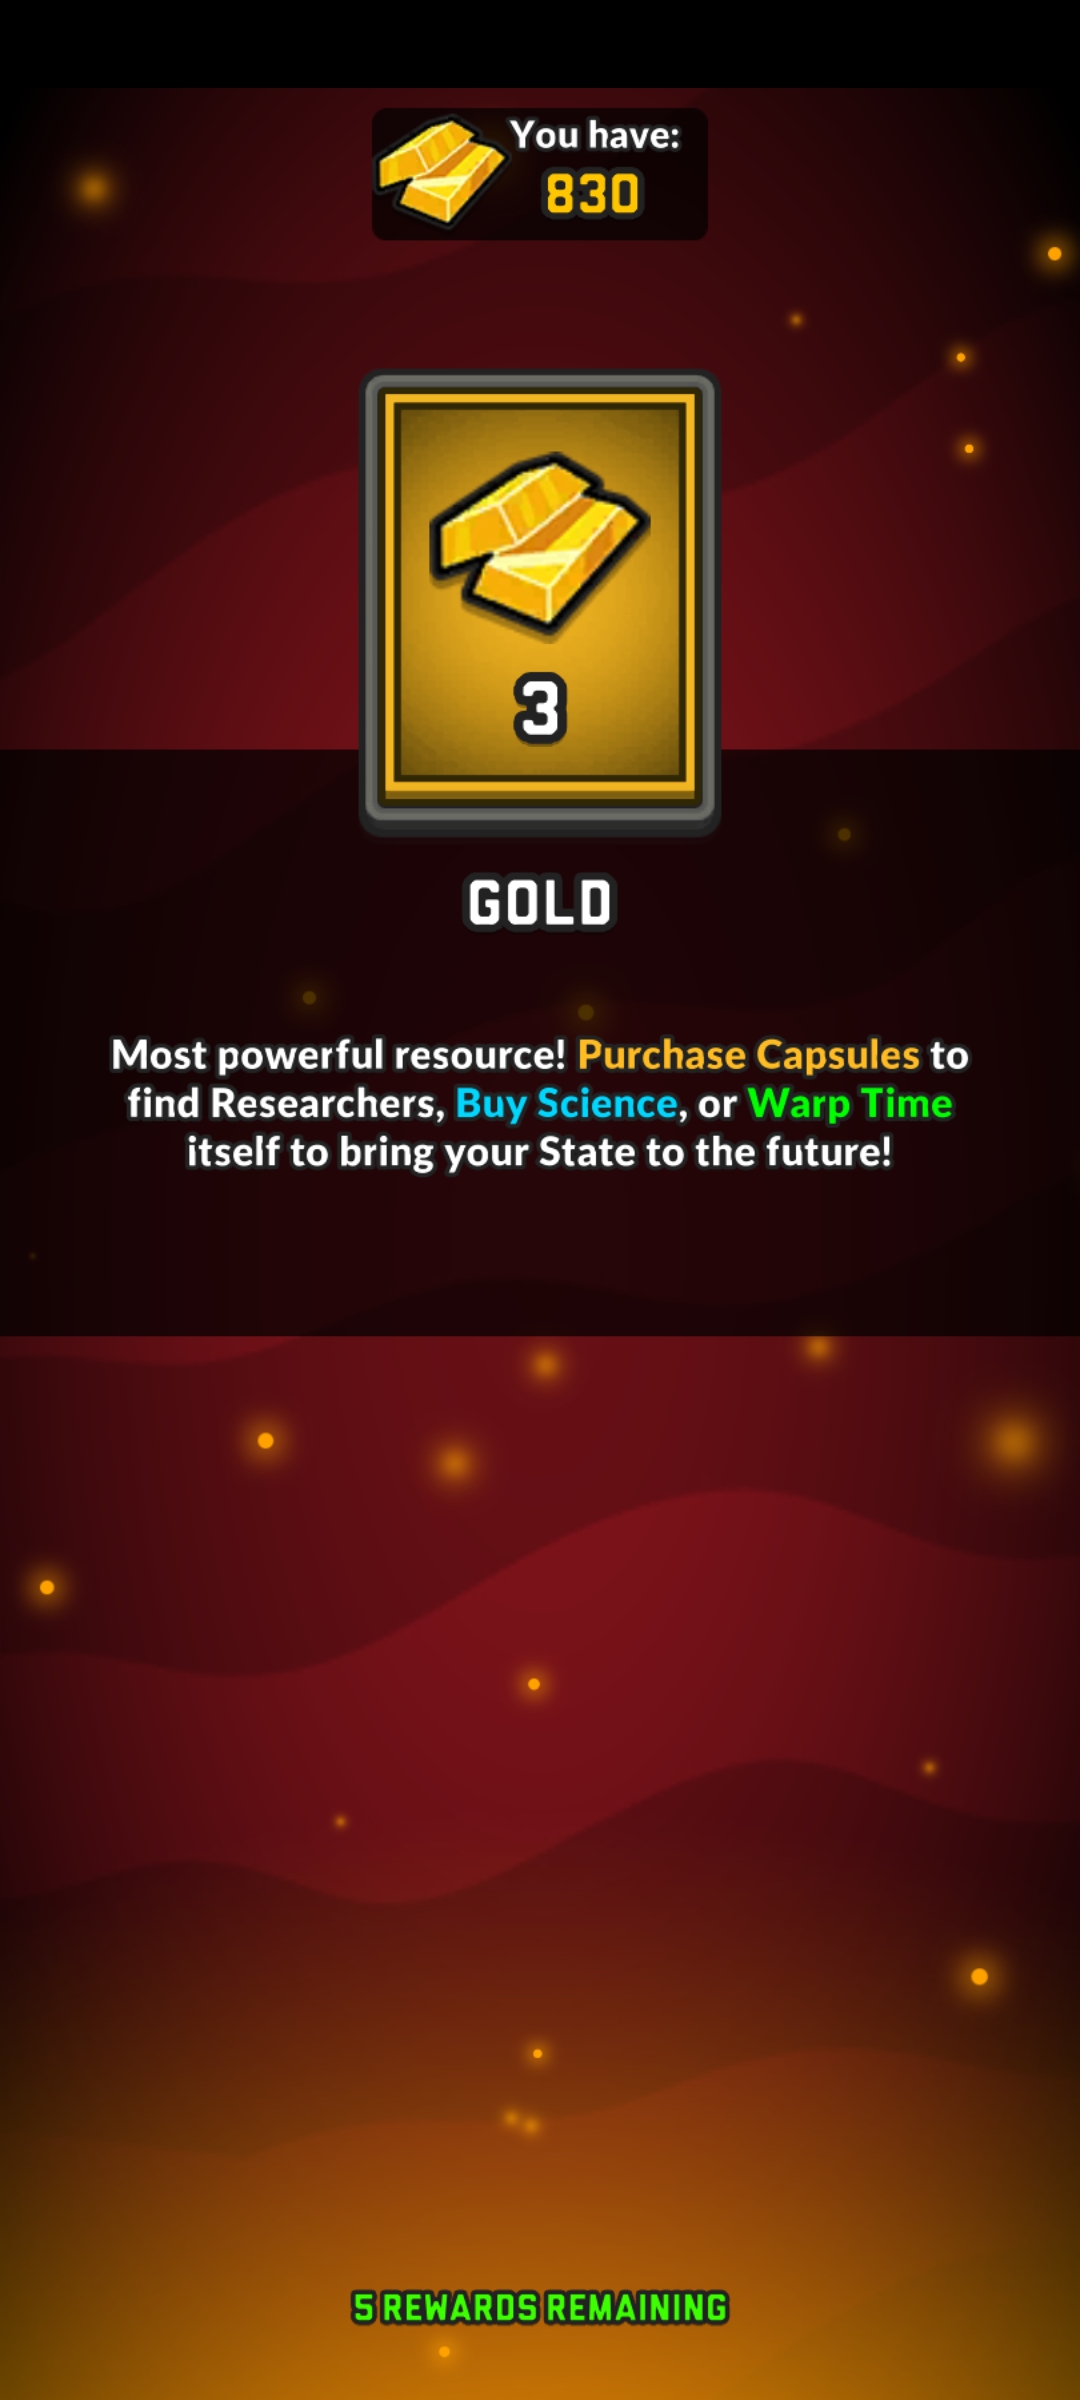 You have:
830
3
GOLD
Most powerful resource! Purchase Capsules to
find Researchers, Buy Science, or Warp Time
itself to bring your State to the future!
5 REWARDS REMAINING